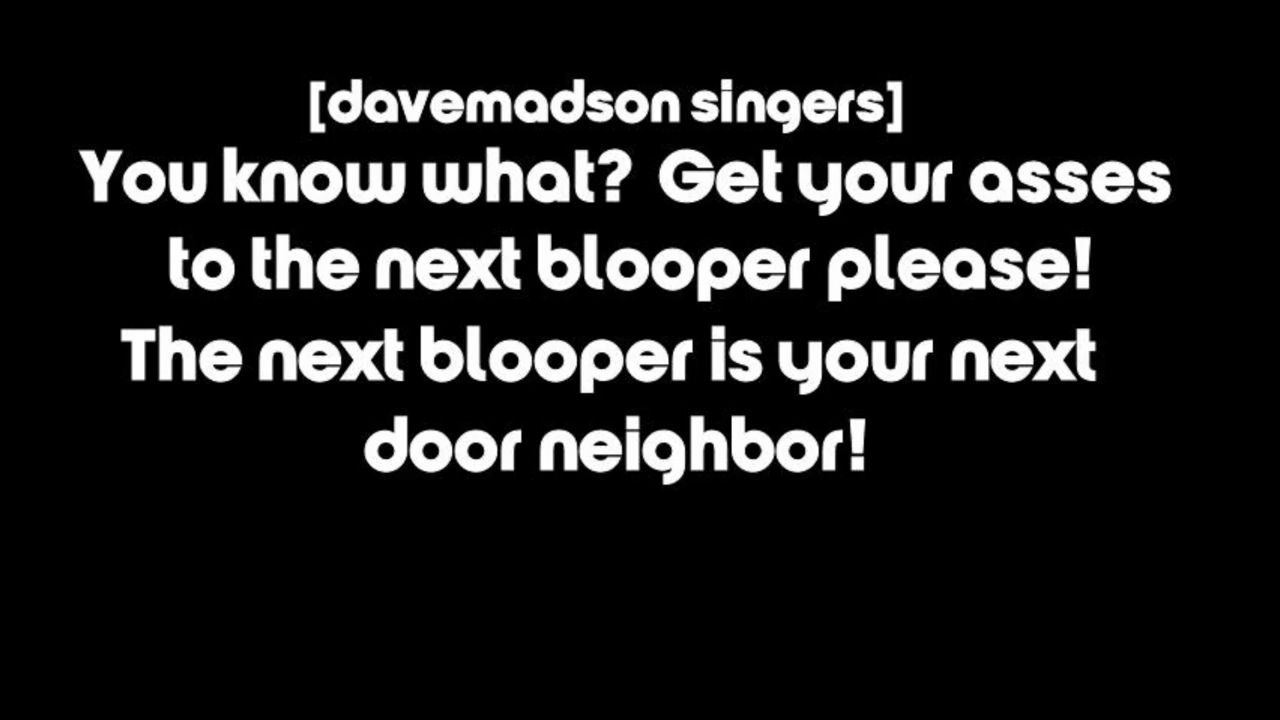 [davemadson singers]
You know what? Get your asses
to the next blooper please!
The next blooper is your next
door neighbor!